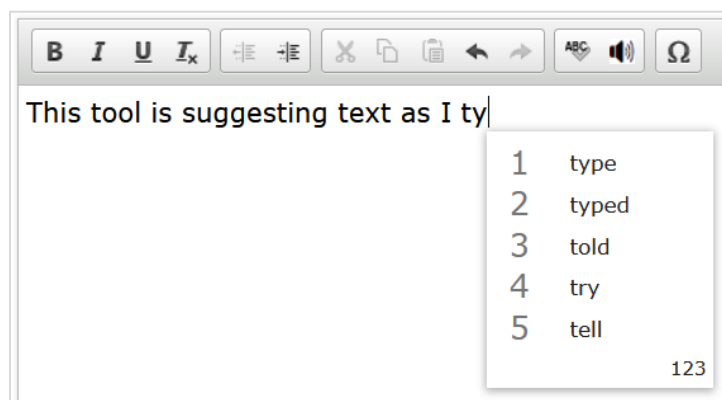 B I U Tx ABC Ω
This tool is suggesting text as I ty
1 type
2 typed
3 told
4 try
5 tell
123